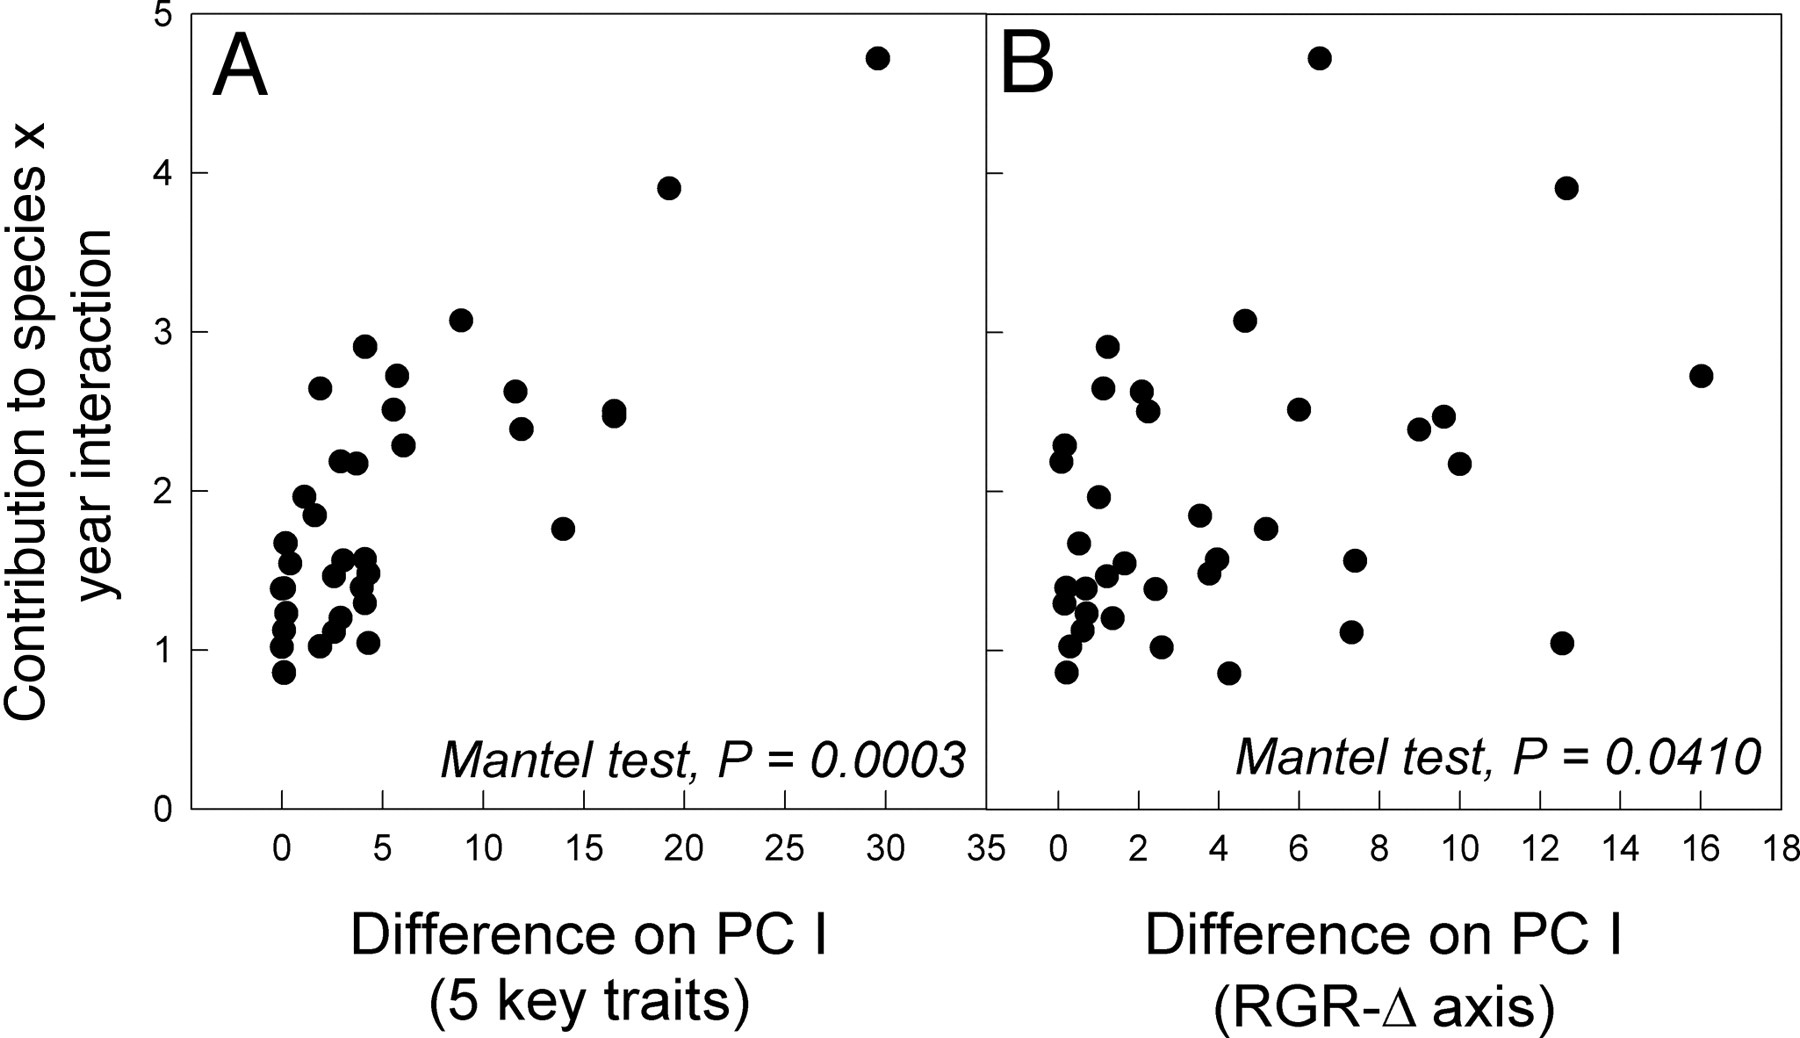 A
B
5
4
3
2
1
0
Contribution to species x
year interaction
Mantel test, P = 0.0003
Mantel test, P = 0.0410
0 5 10 15 20 25 30 35
0 2 4 6 8 10 12 14 16 18
Difference on PC I
(5 key traits)
Difference on PC I
(RGR-Δ axis)